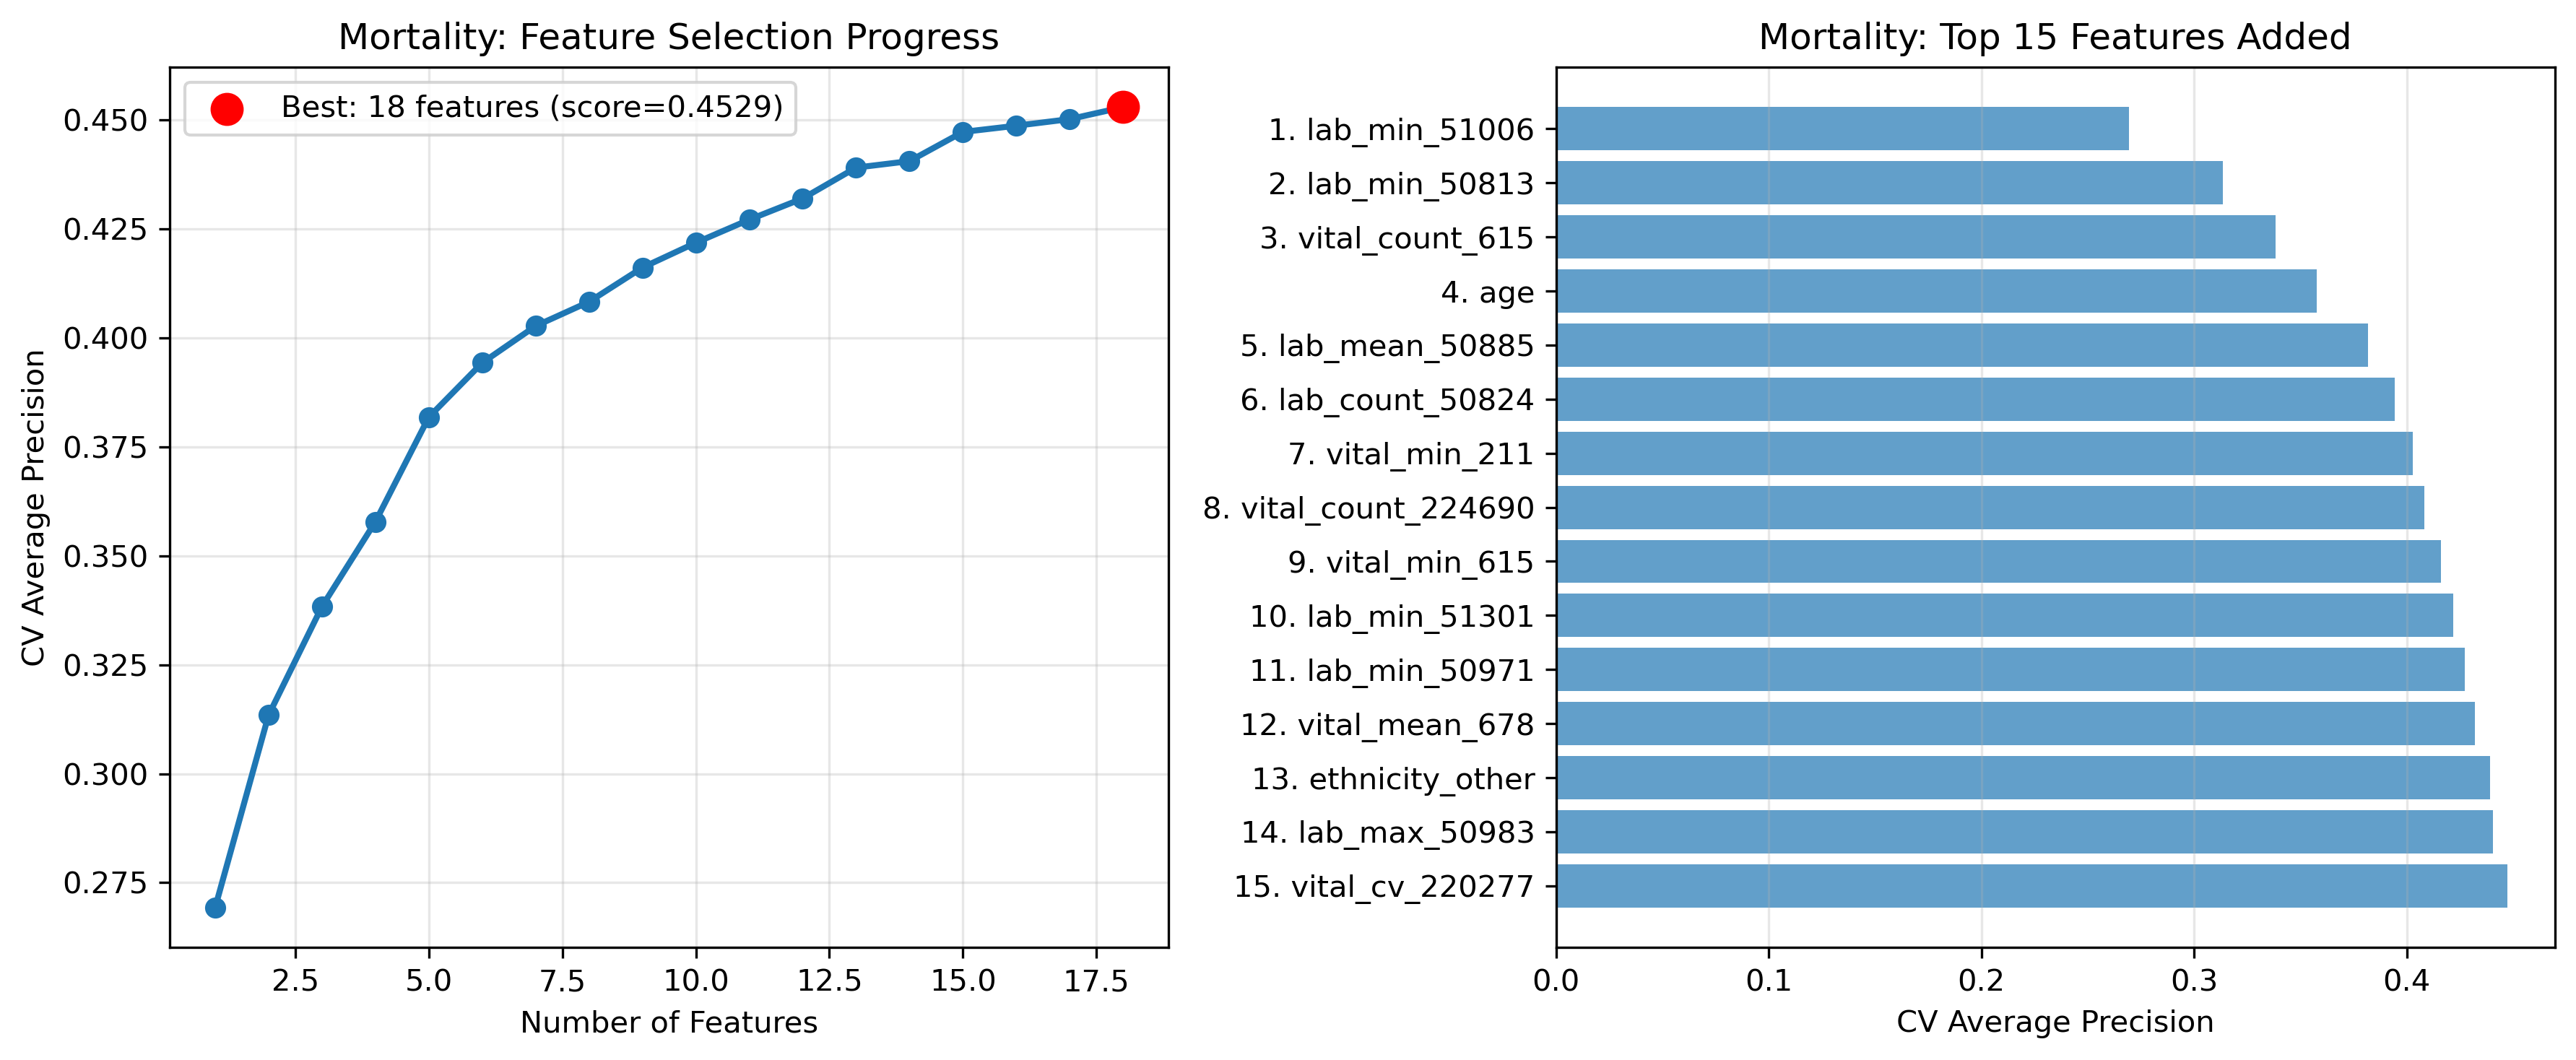 Mortality: Feature Selection Progress
Best: 18 features (score=0.4529)
0.450
0.425
0.400
0.375
0.350
0.325
0.300
0.275
CV Average Precision
2.5 5.0 7.5 10.0 12.5 15.0 17.5
Number of Features
Mortality: Top 15 Features Added
1. lab_min_51006
2. lab_min_50813
3. vital_count_615
4. age
5. lab_mean_50885
6. lab_count_50824
7. vital_min_211
8. vital_count_224690
9. vital_min_615
10. lab_min_51301
11. lab_min_50971
12. vital_mean_678
13. ethnicity_other
14. lab_max_50983
15. vital_cv_220277
0.0 0.1 0.2 0.3 0.4
CV Average Precision